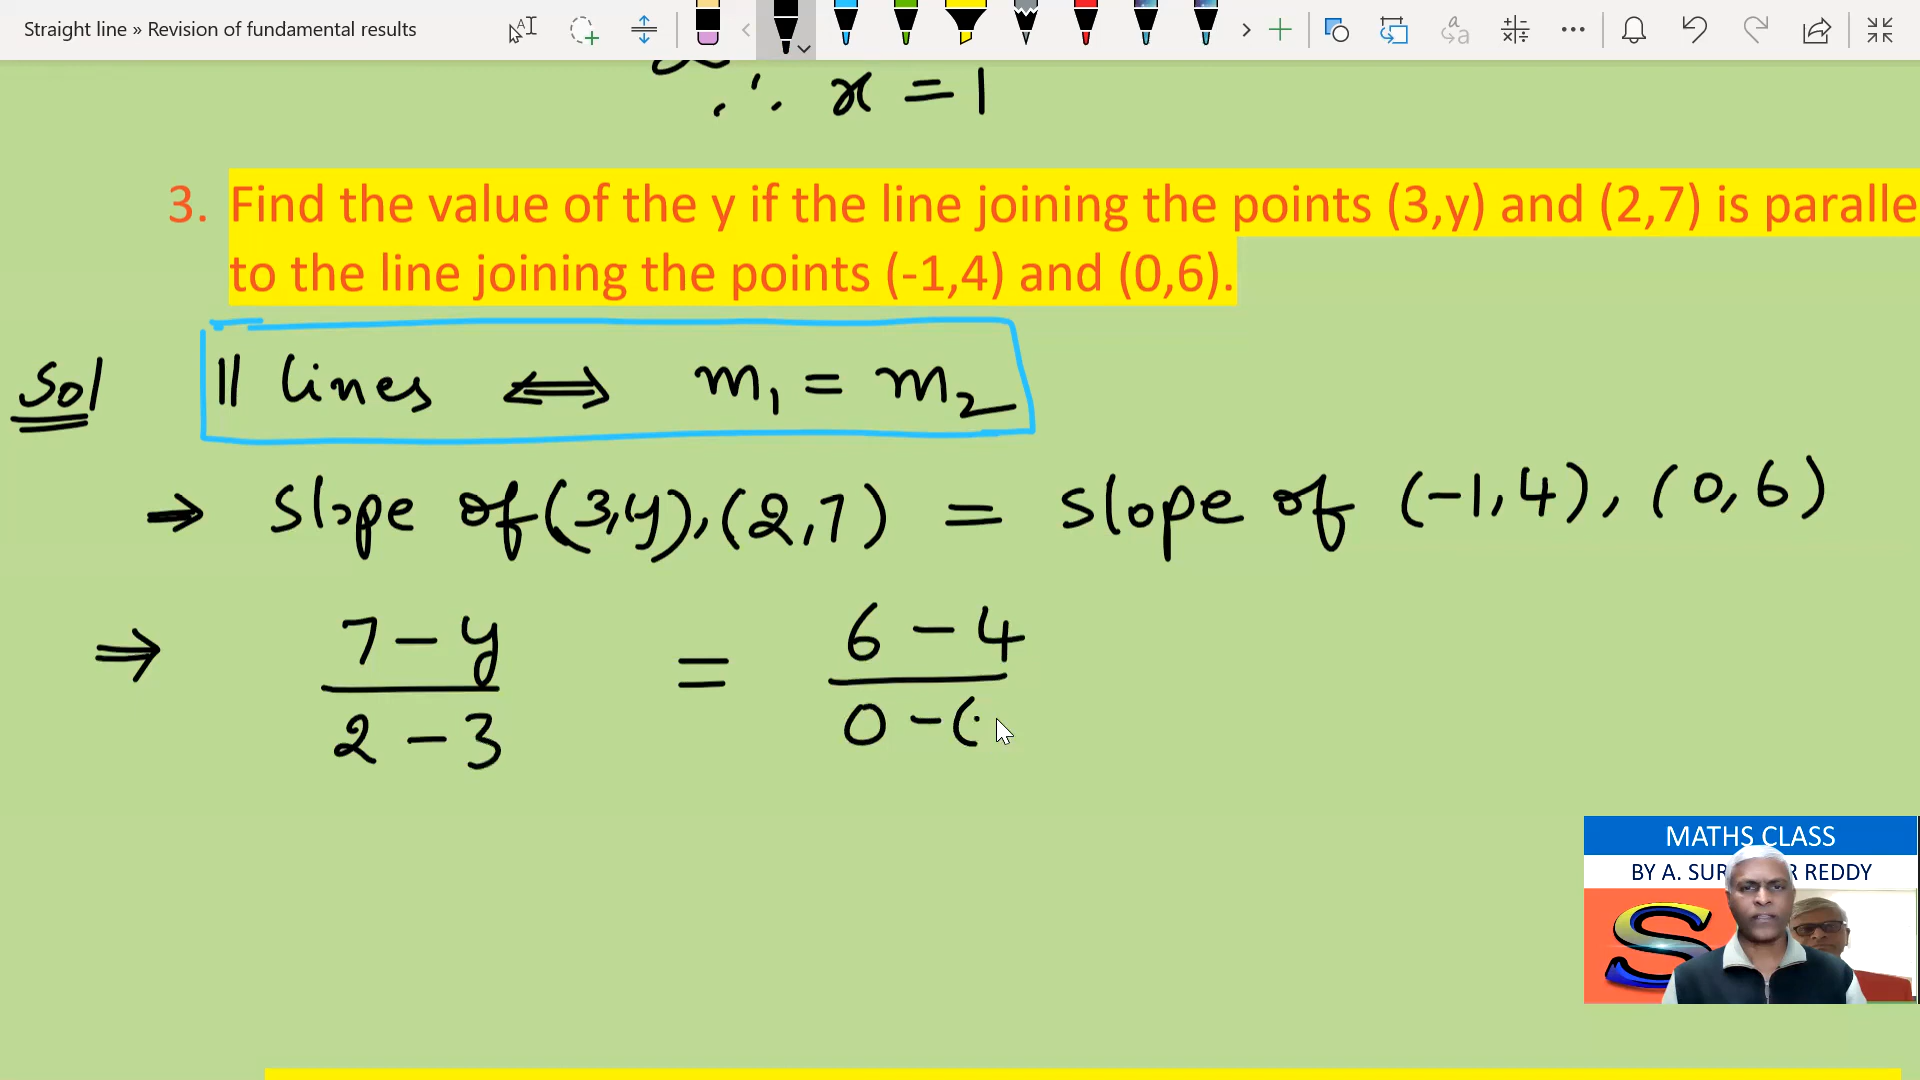 Straight line » Revision of fundamental results
∴ x = 1
3. Find the value of the y if the line joining the points (3,y) and (2,7) is paralle
to the line joining the points (-1,4) and (0,6).
Sol || lines ⟺ m₁ = m₂
⇒ slope of (3,y), (2,7) = slope of (-1,4), (0,6)
⇒ 7 - y / 2 - 3 = 6 - 4 / 0 - (
MATHS CLASS
BY A. SUR R REDDY
S